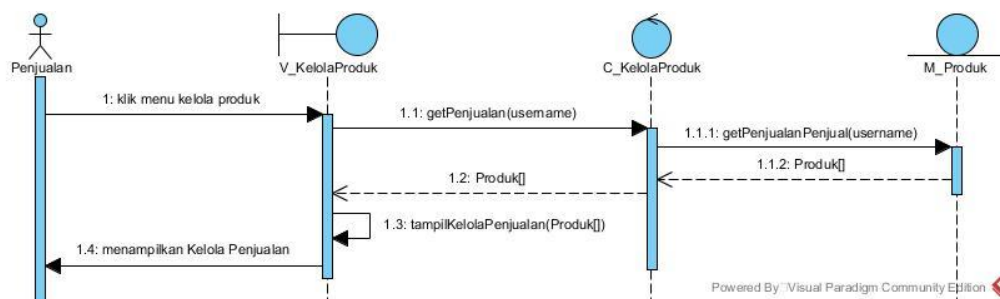 Penjualan
V_KelolaProduk
C_KelolaProduk
M_Produk
1: klik menu kelola produk
1.1: getPenjualan(username)
1.1.1: getPenjualanPenjual(username)
1.1.2: Produk[]
1.2: Produk[]
1.3: tampilKelolaPenjualan(Produk[])
1.4: menampilkan Kelola Penjualan
Powered By Visual Paradigm Community Edition